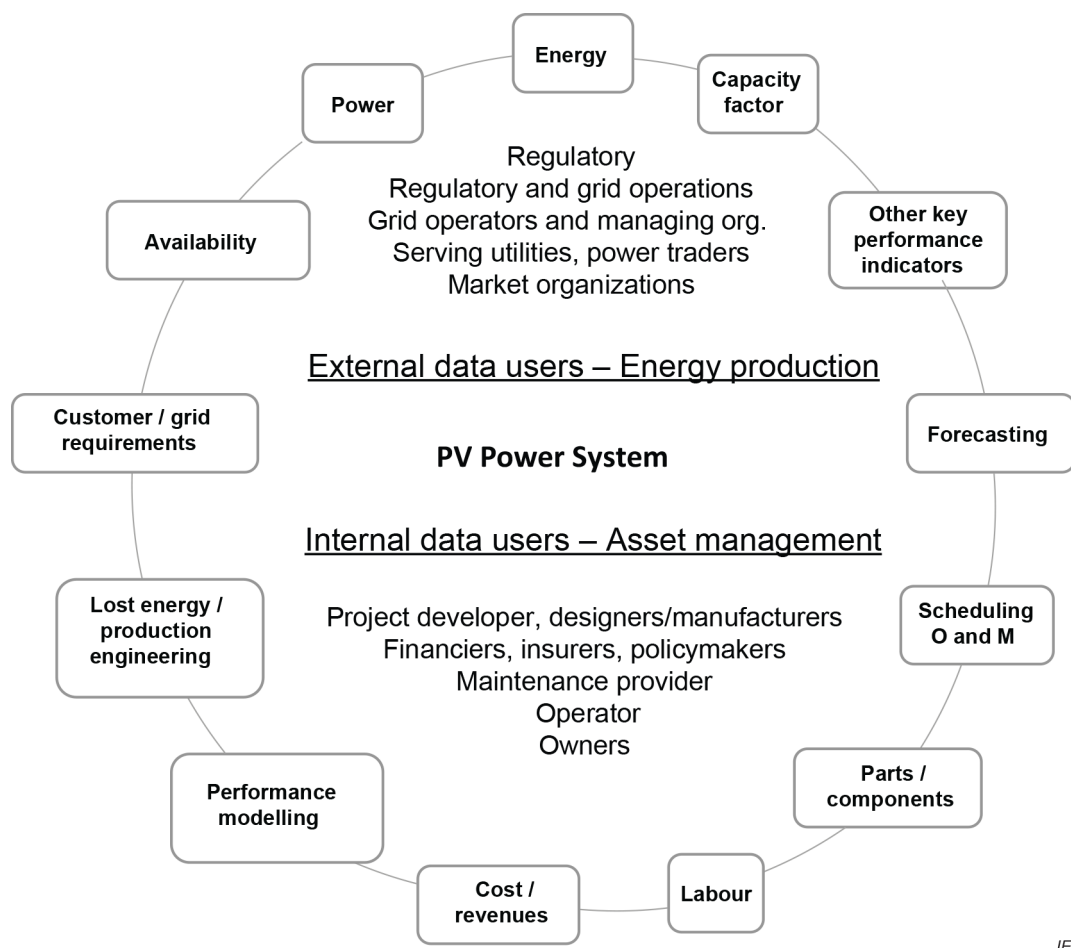 Energy
Capacity
factor
Power
Regulatory
Regulatory and grid operations
Grid operators and managing org.
Serving utilities, power traders
Market organizations
Other key
performance
indicators
Availability
External data users – Energy production
Customer / grid
requirements
Forecasting
PV Power System
Internal data users – Asset management
Lost energy /
production
engineering
Scheduling
O and M
Project developer, designers/manufacturers
Financiers, insurers, policymakers
Maintenance provider
Operator
Owners
Performance
modelling
Parts /
components
Cost /
revenues
Labour